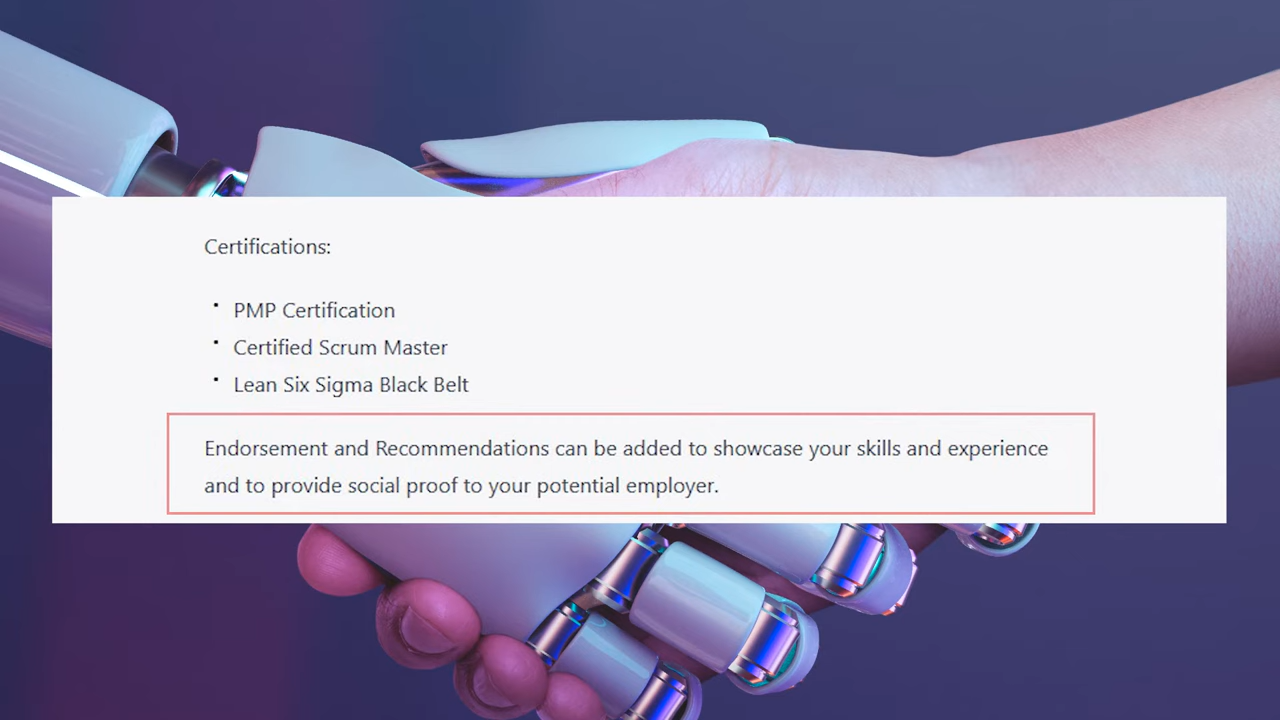 Certifications:
PMP Certification
Certified Scrum Master
Lean Six Sigma Black Belt
Endorsement and Recommendations can be added to showcase your skills and experience
and to provide social proof to your potential employer.